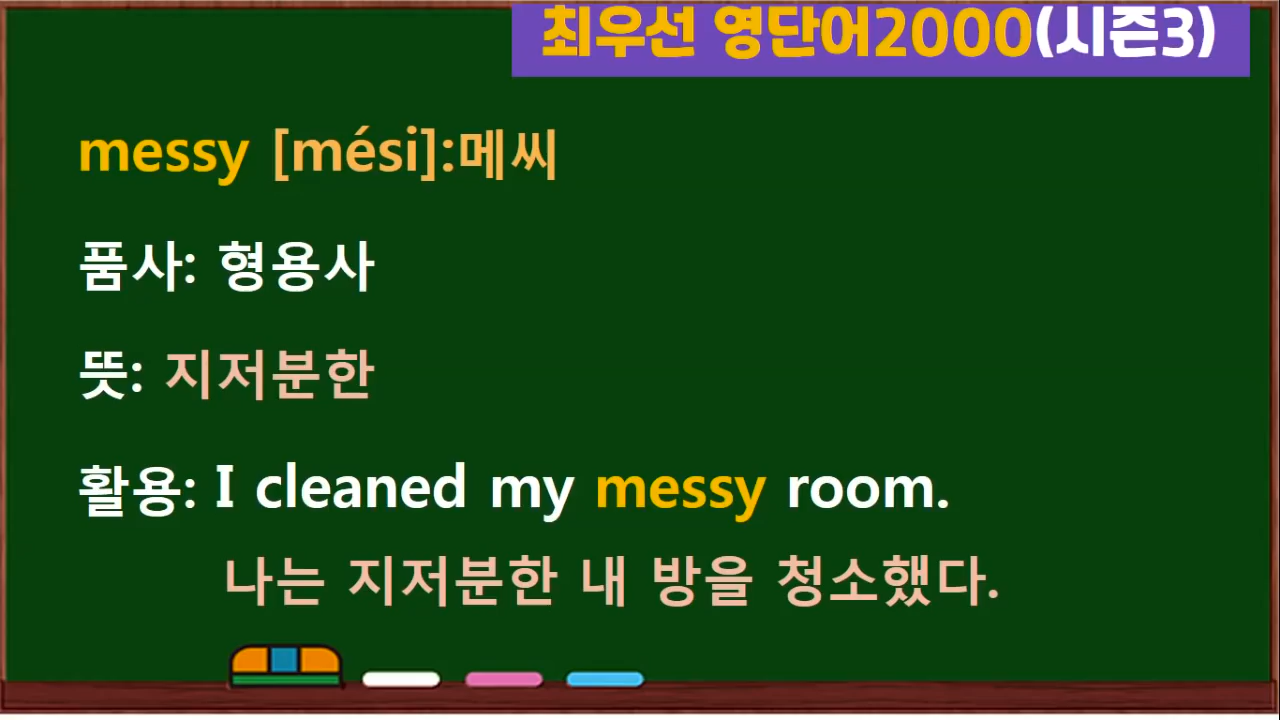 최우선 영단어2000(시즌3)
messy [mési]:메씨
품사: 형용사
뜻: 지저분한
활용: I cleaned my messy room.
나는 지저분한 내 방을 청소했다.